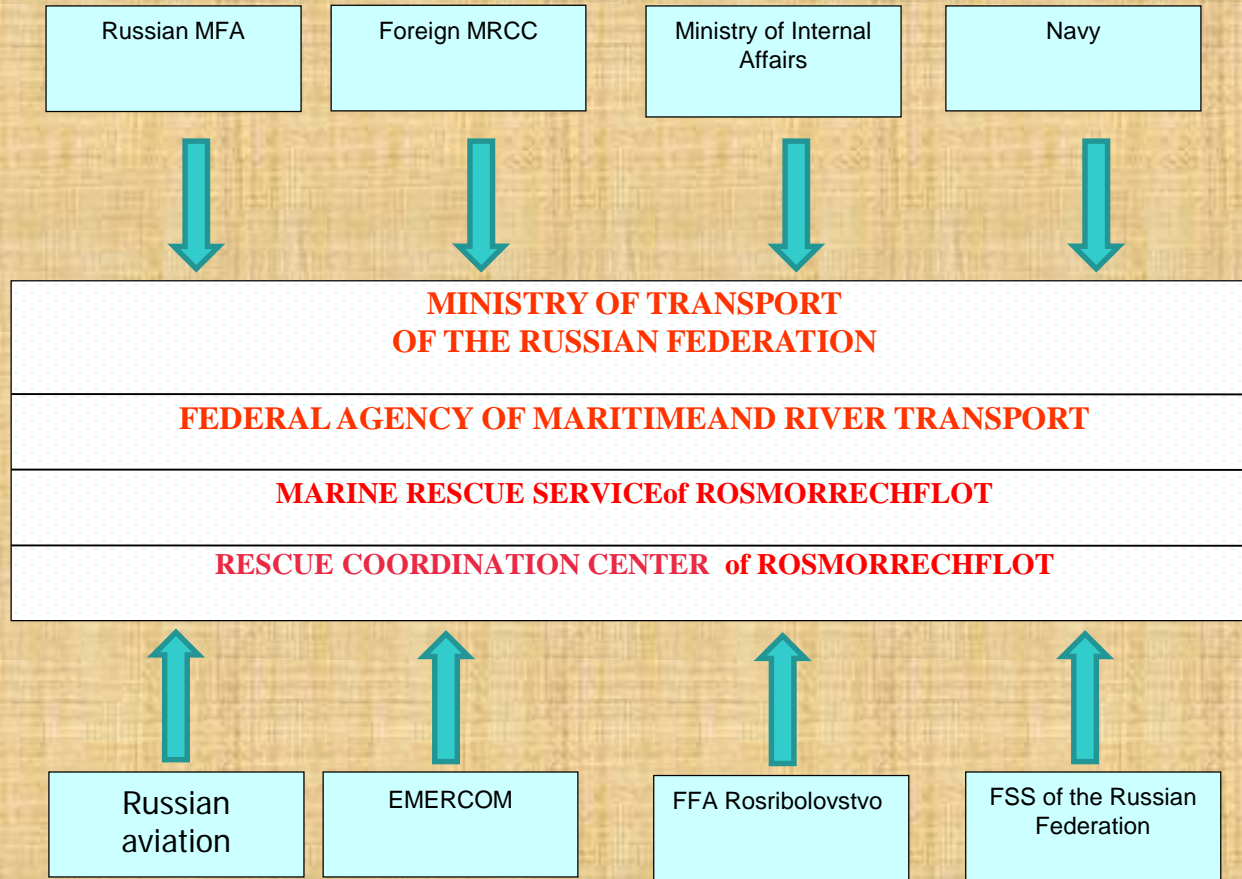 Russian MFA
Foreign MRCC
Ministry of Internal
Affairs
Navy
MINISTRY OF TRANSPORT
OF THE RUSSIAN FEDERATION
FEDERAL AGENCY OF MARITIMEAND RIVER TRANSPORT
MARINE RESCUE SERVICEof ROSMORRECHFLOT
RESCUE COORDINATION CENTER of ROSMORRECHFLOT
Russian
aviation
EMERCOM
FFA Rosribolovstvo
FSS of the Russian
Federation